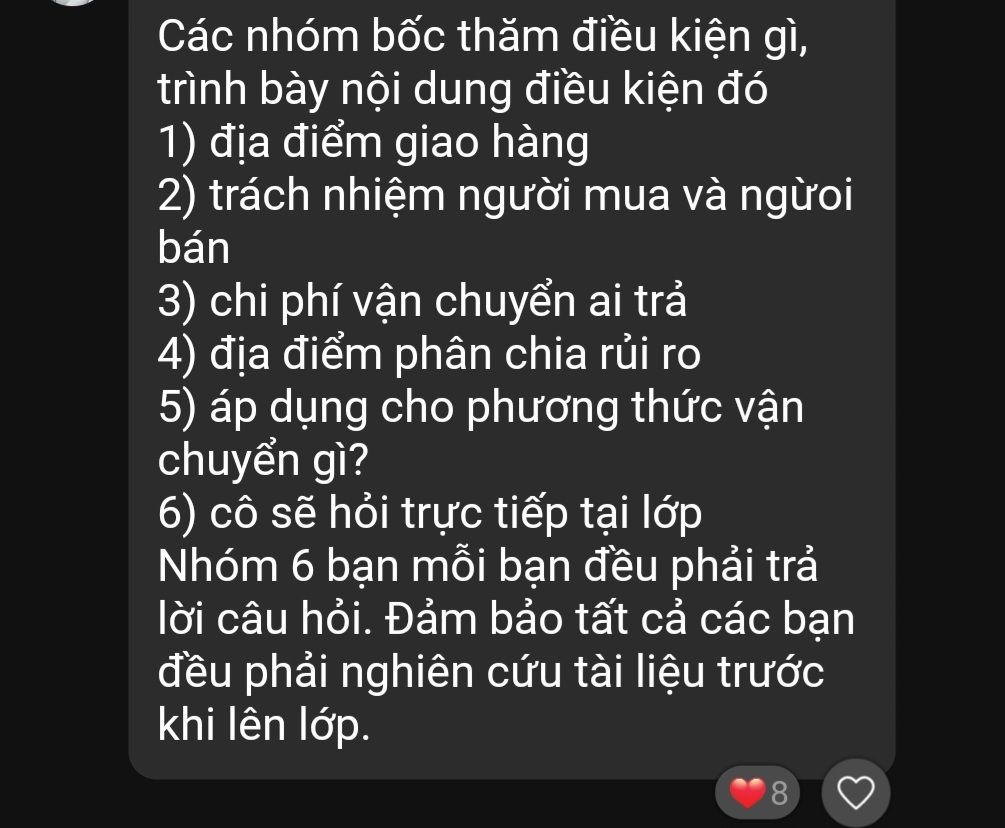 Các nhóm bốc thăm điều kiện gì,
trình bày nội dung điều kiện đó
1) địa điểm giao hàng
2) trách nhiệm người mua và ngừoi
bán
3) chi phí vận chuyển ai trả
4) địa điểm phân chia rủi ro
5) áp dụng cho phương thức vận
chuyển gì?
6) cô sẽ hỏi trực tiếp tại lớp
Nhóm 6 bạn mỗi bạn đều phải trả
lời câu hỏi. Đảm bảo tất cả các bạn
đều phải nghiên cứu tài liệu trước
khi lên lớp.
8